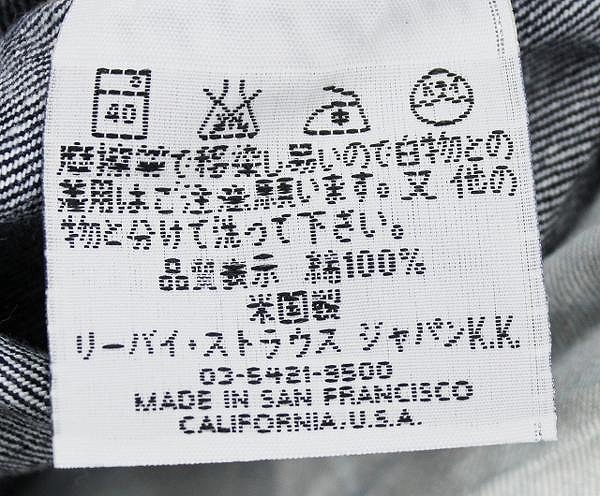 40
摩擦等で移染し易いので白物との
着用はご注意願います。又 他の
物と分けて洗って下さい。
品質表示 綿100%
米国製
リーバイ・ストラウス ジャパンK.K.
03-5421-9500
MADE IN SAN FRANCISCO
CALIFORNIA,U.S.A.